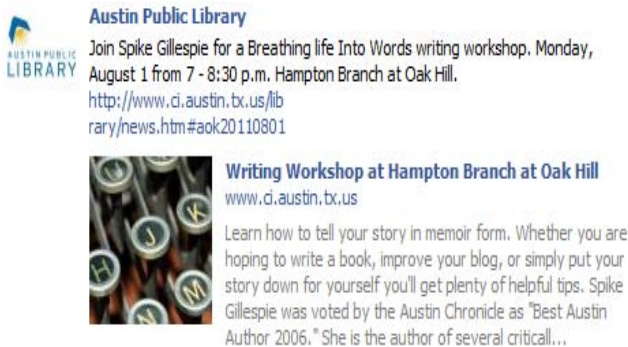 Austin Public Library
AUSTIN PUBLIC
LIBRARY
Join Spike Gillespie for a Breathing life Into Words writing workshop. Monday,
August 1 from 7 - 8:30 p.m. Hampton Branch at Oak Hill.
http://www.ci.austin.tx.us/lib
rary/news.htm#aok20110801
Writing Workshop at Hampton Branch at Oak Hill
www.ci.austin.tx.us
Learn how to tell your story in memoir form. Whether you are
hoping to write a book, improve your blog, or simply put your
story down for yourself you'll get plenty of helpful tips. Spike
Gillespie was voted by the Austin Chronicle as "Best Austin
Author 2006." She is the author of several criticall...
J
K
H
M
N